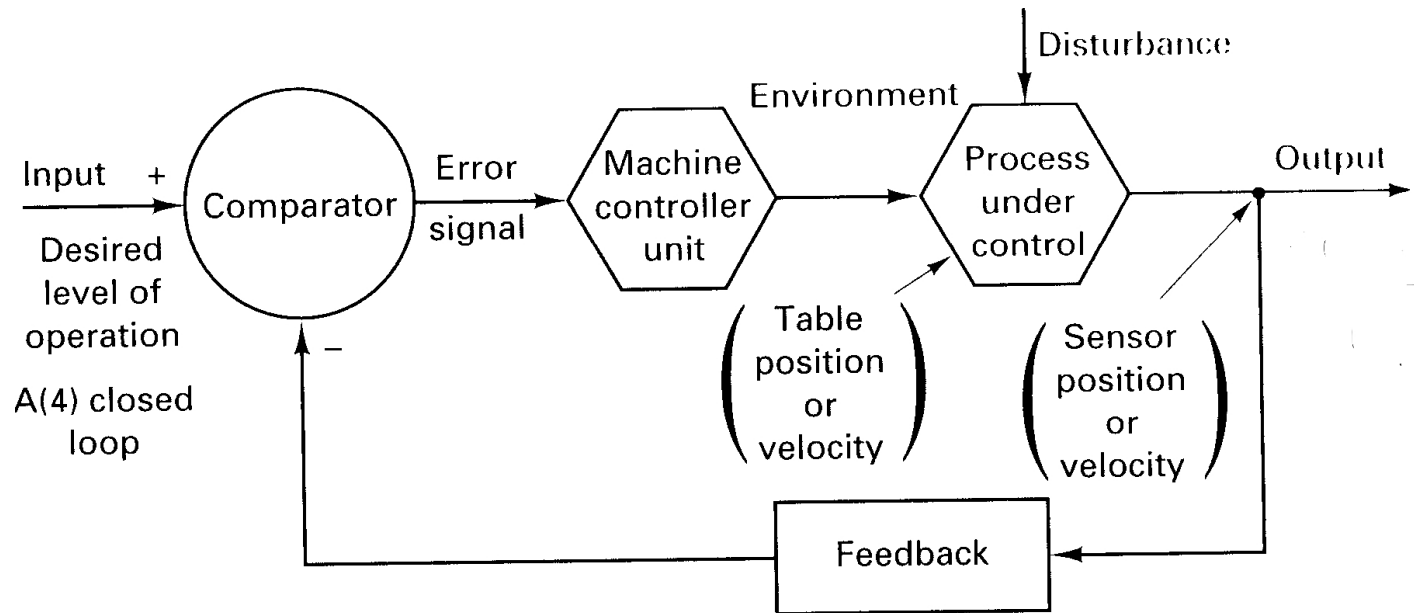 Disturbance
Environment
Input +
Comparator
Error
signal
Machine
controller
unit
Process
under
control
Output
Desired
level of
operation
A(4) closed
loop
–
Table
position
or
velocity
Sensor
position
or
velocity
Feedback